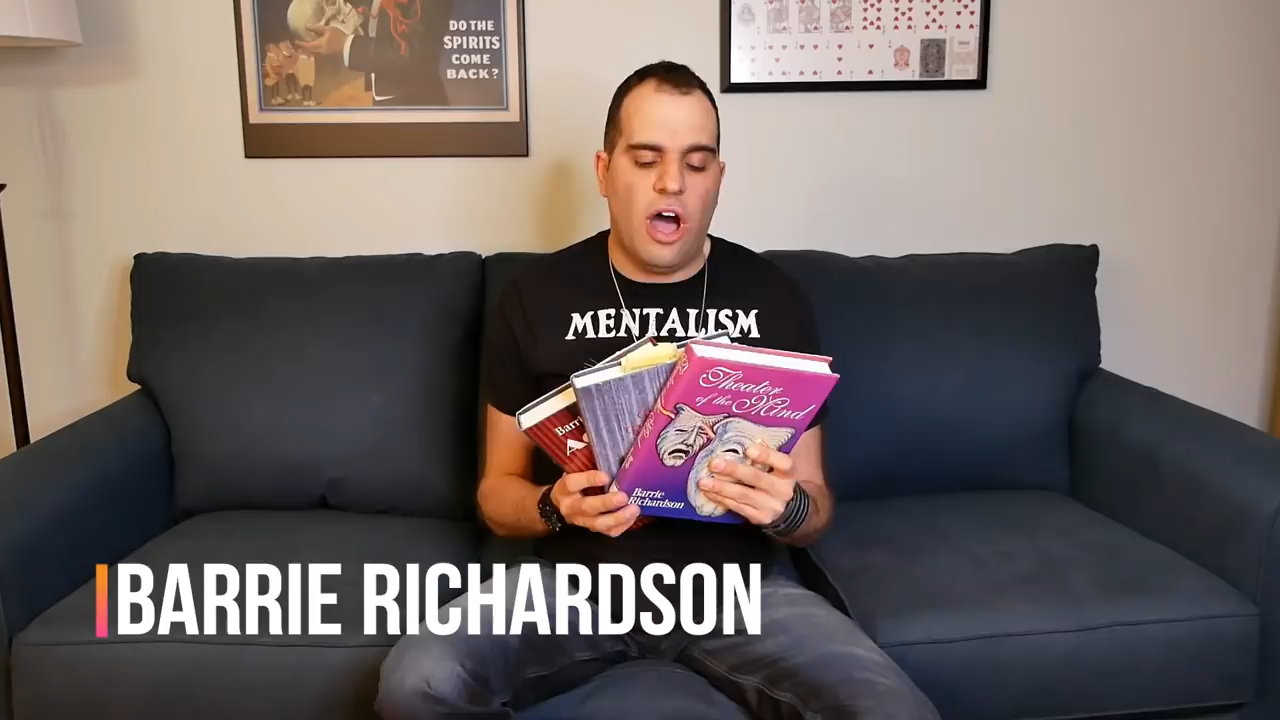 DO THE
SPIRITS
COME
BACK?
MENTALISM
Theater
of the Mind
Barrie
Richardson
BARRIE RICHARDSON